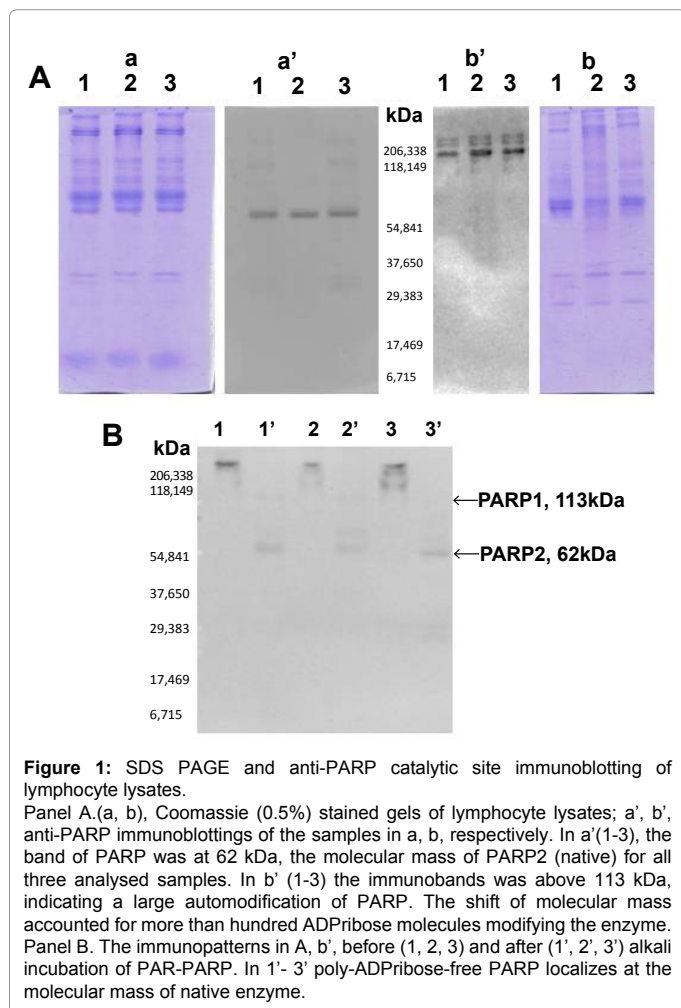 a
a’
b’
b
A
1 2 3
1 2 3
1 2 3
1 2 3
kDa
206,338
118,149
54,841
37,650
29,383
17,469
6,715
B
1 1’ 2 2’ 3 3’
kDa
206,338
118,149
54,841
37,650
29,383
17,469
6,715
PARP1, 113kDa
PARP2, 62kDa
Figure 1: SDS PAGE and anti-PARP catalytic site immunoblotting of
lymphocyte lysates.
Panel A.(a, b), Coomassie (0.5%) stained gels of lymphocyte lysates; a’, b’,
anti-PARP immunoblottings of the samples in a, b, respectively. In a’(1-3), the
band of PARP was at 62 kDa, the molecular mass of PARP2 (native) for all
three analysed samples. In b’ (1-3) the immunobands was above 113 kDa,
indicating a large automodification of PARP. The shift of molecular mass
accounted for more than hundred ADPribose molecules modifying the enzyme.
Panel B. The immunopatterns in A, b’, before (1, 2, 3) and after (1’, 2’, 3’) alkali
incubation of PAR-PARP. In 1’- 3’ poly-ADPribose-free PARP localizes at the
molecular mass of native enzyme.